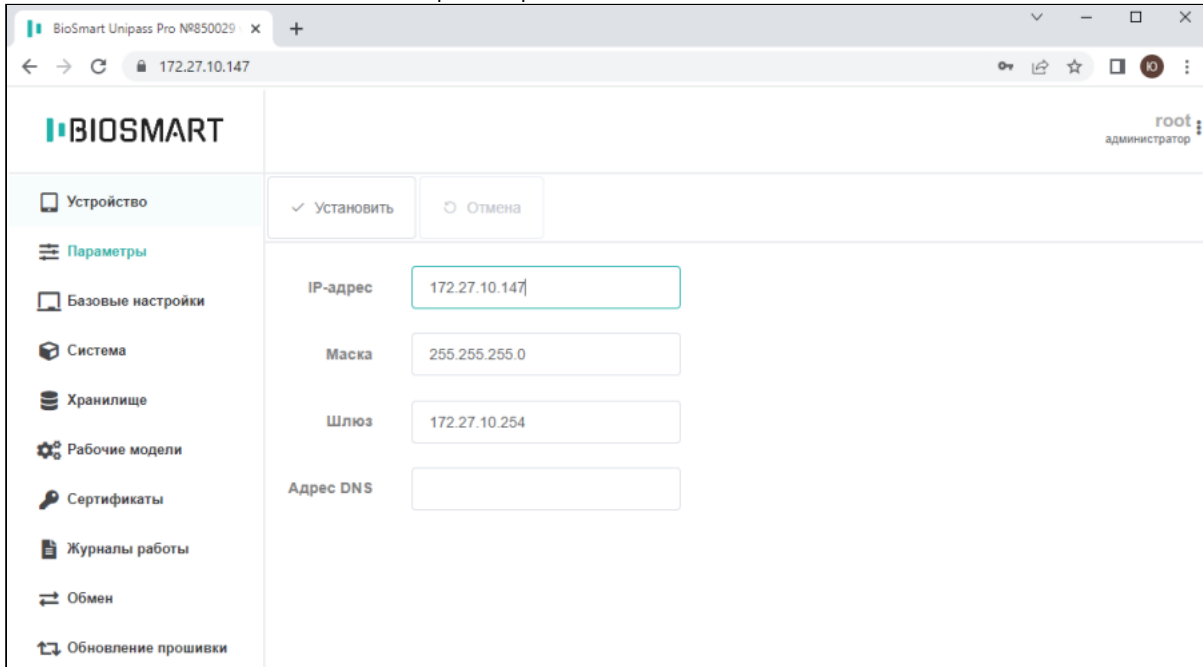 BioSmart Unipass Pro №850029
172.27.10.147
Ю
BIOSMART
root
администратор
Устройство
Установить
Отмена
Параметры
IP-адрес
172.27.10.147
Базовые настройки
Маска
255.255.255.0
Система
Хранилище
Шлюз
172.27.10.254
Рабочие модели
Адрес DNS
Сертификаты
Журналы работы
Обмен
Обновление прошивки